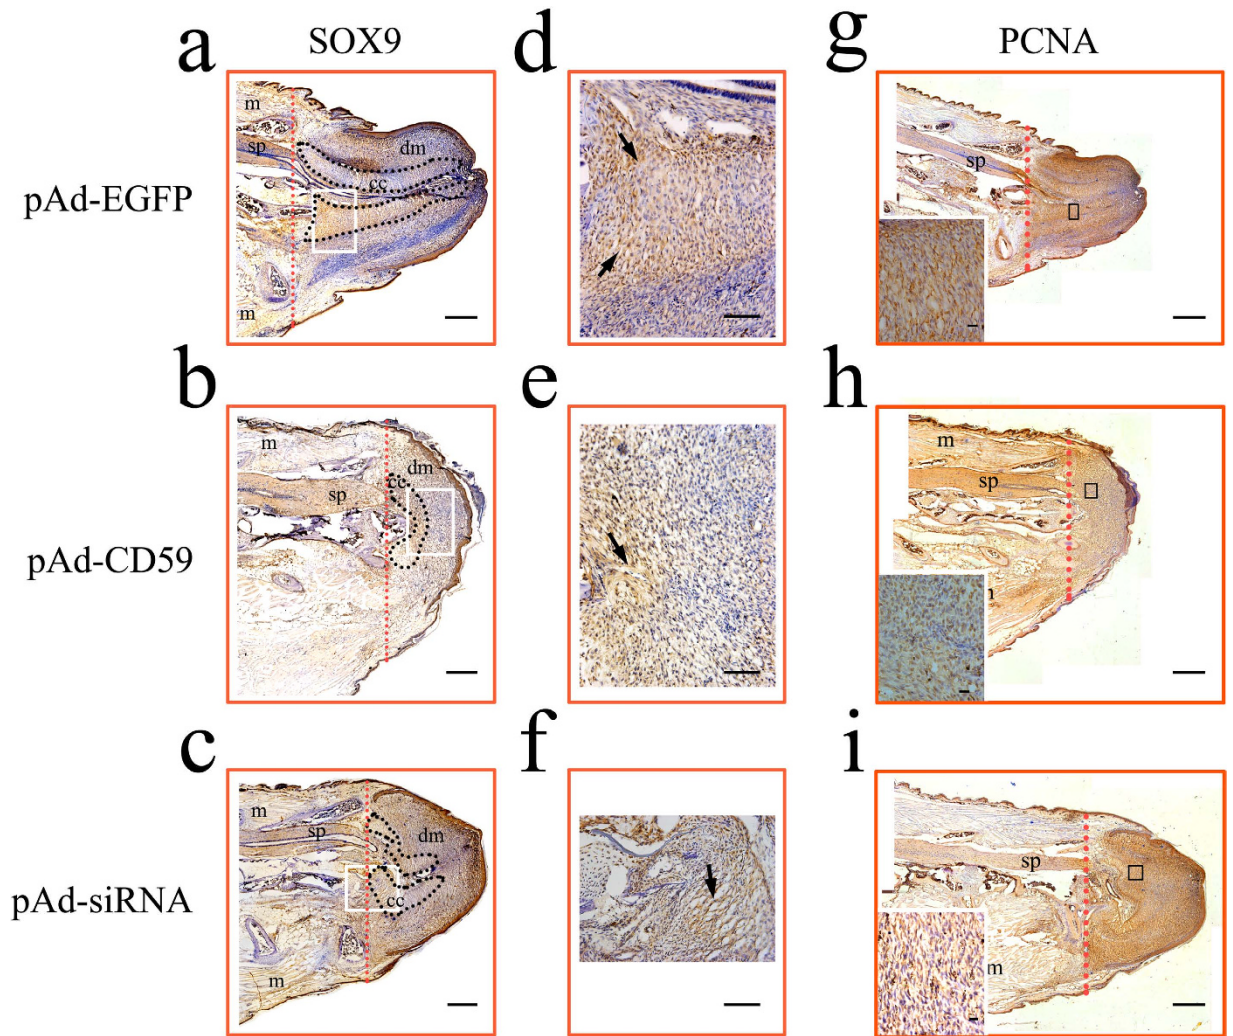 a SOX9 d g PCNA
pAd-EGFP
m
sp
dm
cc
m
sp
b e h
pAd-CD59
m
dm
cc
sp
m
sp
c f i
pAd-siRNA
m
sp
dm
cc
m
sp
m